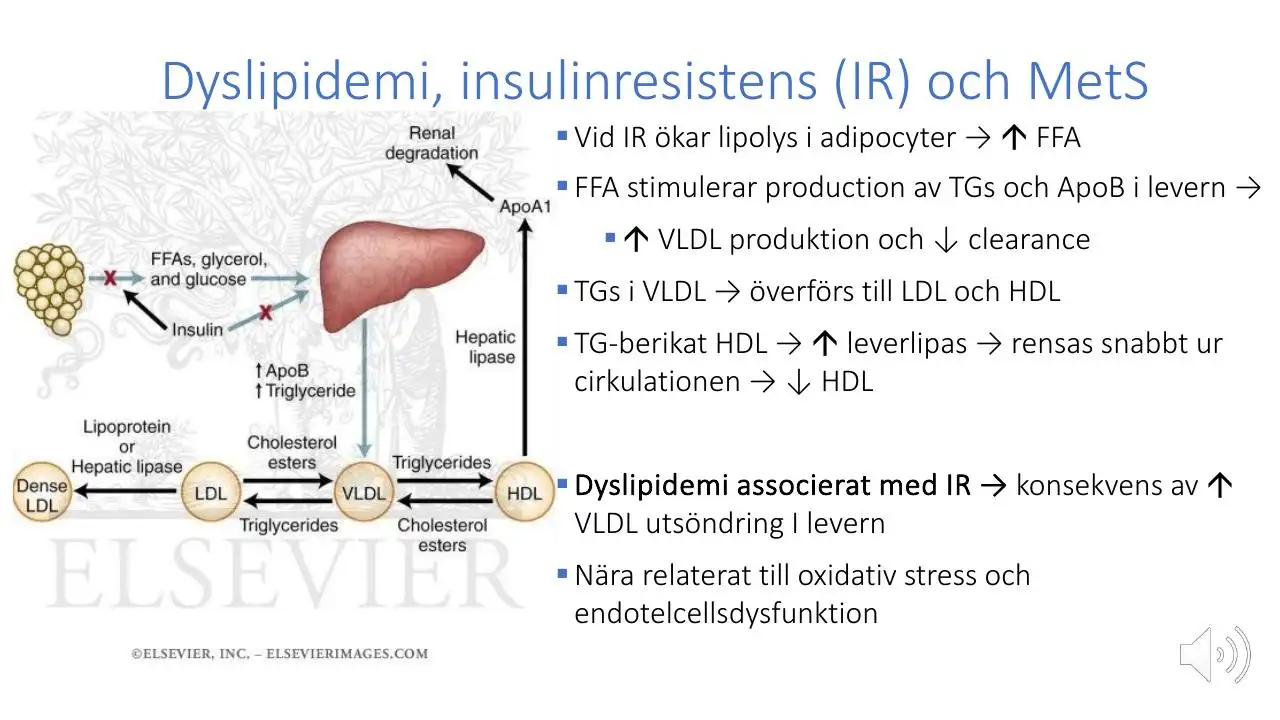 Dyslipidemi, insulinresistens (IR) och MetS
Renal
degradation
ApoA1
FFAs, glycerol,
and glucose
X
Insulin
X
Hepatic
lipase
↑ApoB
↑Triglyceride
Lipoprotein
or
Hepatic lipase
Cholesterol
esters
Triglycerides
Dense
LDL
LDL
VLDL
HDL
Triglycerides
Cholesterol
esters
ELSEVIER
©ELSEVIER, INC. – ELSEVIERIMAGES.COM
▪ Vid IR ökar lipolys i adipocyter → ↑ FFA
▪ FFA stimulerar production av TGs och ApoB i levern →
▪ ↑ VLDL produktion och ↓ clearance
▪ TGs i VLDL → överförs till LDL och HDL
▪ TG-berikat HDL → ↑ leverlipas → rensas snabbt ur
cirkulationen → ↓ HDL
▪ Dyslipidemi associerat med IR → konsekvens av ↑
VLDL utsöndring I levern
▪ Nära relaterat till oxidativ stress och
endotelcellsdysfunktion